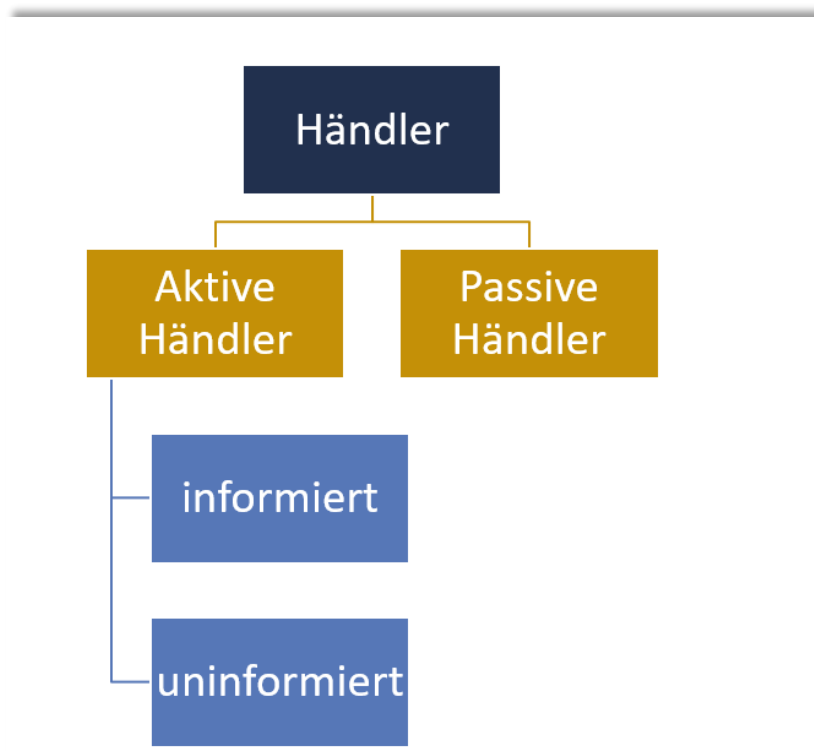 Händler
Aktive
Händler
Passive
Händler
informiert
uninformiert